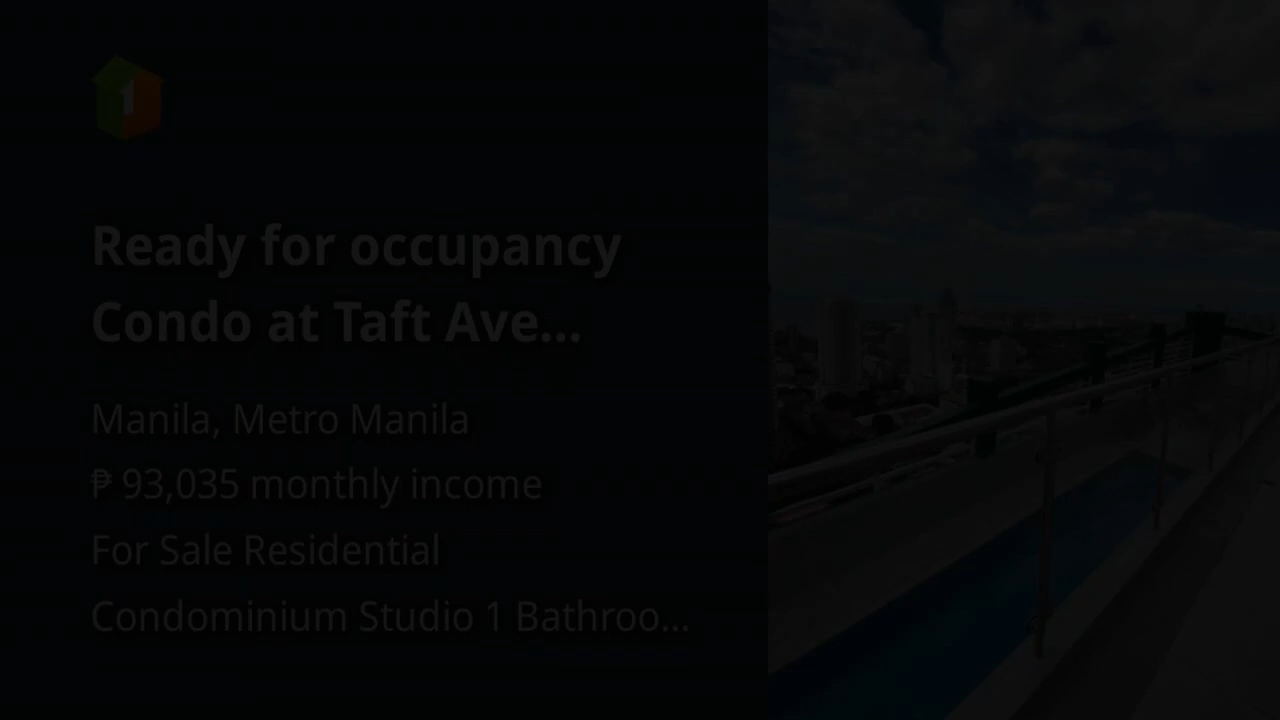 1
Ready for occupancy
Condo at Taft Ave...
Manila, Metro Manila
₱ 93,035 monthly income
For Sale Residential
Condominium Studio 1 Bathroo...